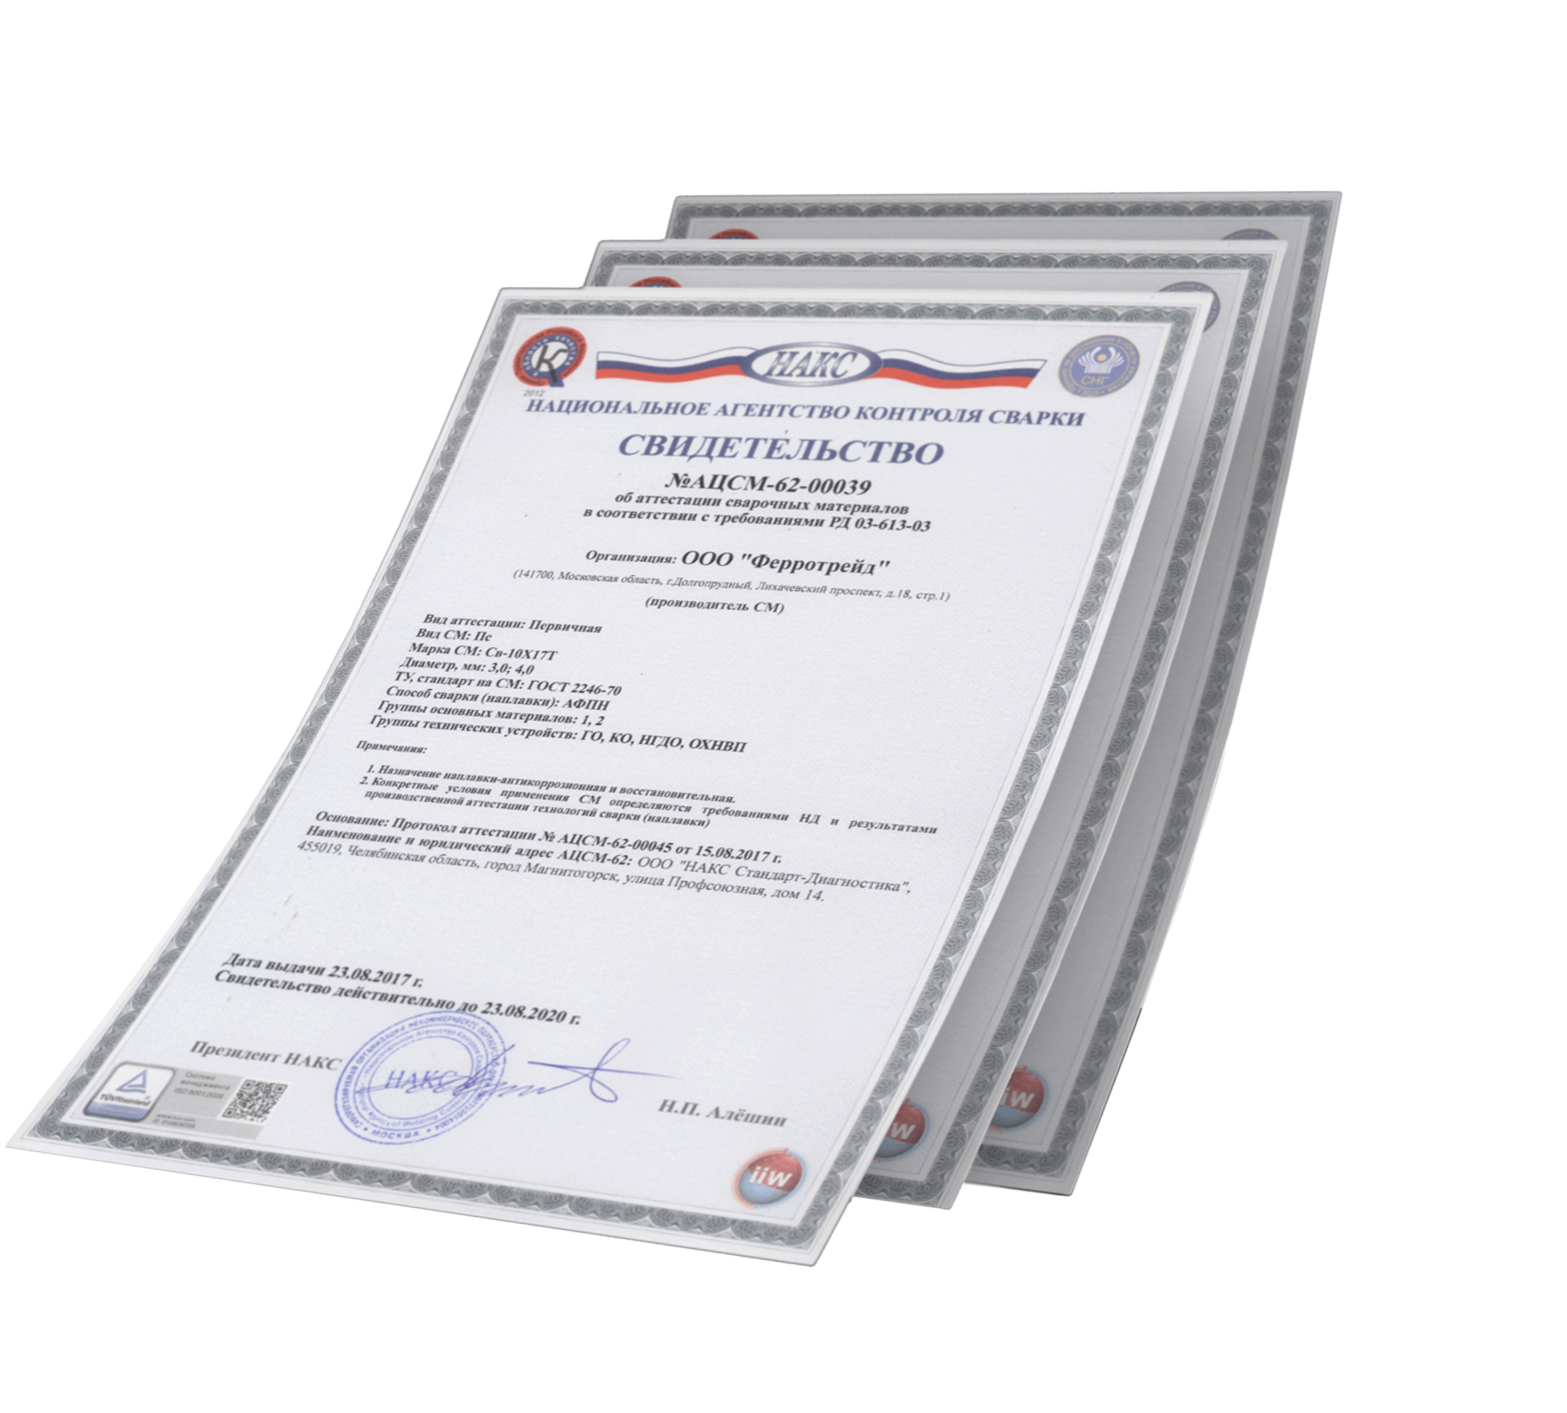 НАКС
2012
СНГ
НАЦИОНАЛЬНОЕ АГЕНТСТВО КОНТРОЛЯ СВАРКИ
СВИДЕТЕЛЬСТВО
№АЦСМ-62-00039
об аттестации сварочных материалов
в соответствии с требованиями РД 03-613-03
Организация: ООО "Ферротрейд"
(141700, Московская область, г.Долгопрудный, Лихачевский проспект, д.18, стр.1)
(производитель СМ)
Вид аттестации: Первичная
Вид СМ: Пс
Марка СМ: Св-10Х17Т
Диаметр, мм: 3,0; 4,0
ТУ, стандарт на СМ: ГОСТ 2246-70
Способ сварки (наплавки): АФПН
Группы основных материалов: 1, 2
Группы технических устройств: ГО, КО, НГДО, ОХНВП
Примечания:
1. Назначение наплавки-антикоррозионная и восстановительная.
2. Конкретные условия применения СМ определяются требованиями НД и результатами
производственной аттестации технологий сварки (наплавки)
Основание: Протокол аттестации № АЦСМ-62-00045 от 15.08.2017 г.
Наименование и юридический адрес АЦСМ-62: ООО "НАКС Стандарт-Диагностика",
455019, Челябинская область, город Магнитогорск, улица Профсоюзная, дом 14.
Дата выдачи 23.08.2017 г.
Свидетельство действительно до 23.08.2020 г.
Президент НАКС
НАКС
МОСКВА
Н.П. Алёшин
TÜVRheinland
Система
менеджмента
iiw
iw
w